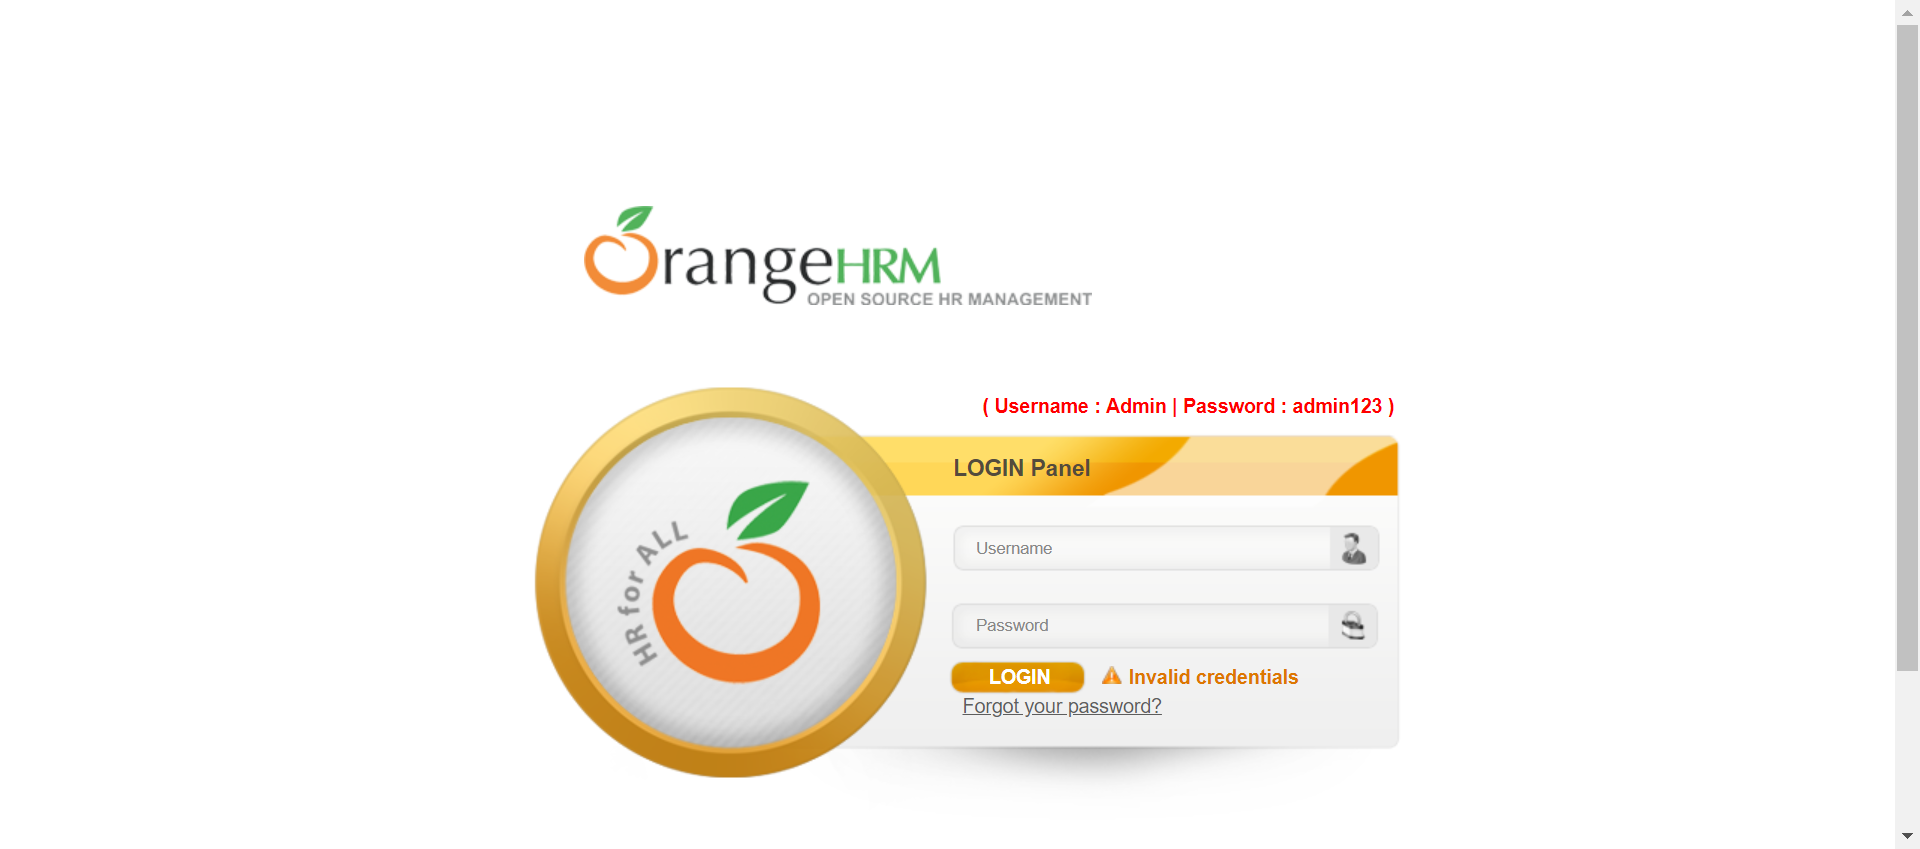 OrangeHRM
OPEN SOURCE HR MANAGEMENT
( Username : Admin | Password : admin123 )
LOGIN Panel
HR for ALL
Username
Password
LOGIN
Invalid credentials
Forgot your password?